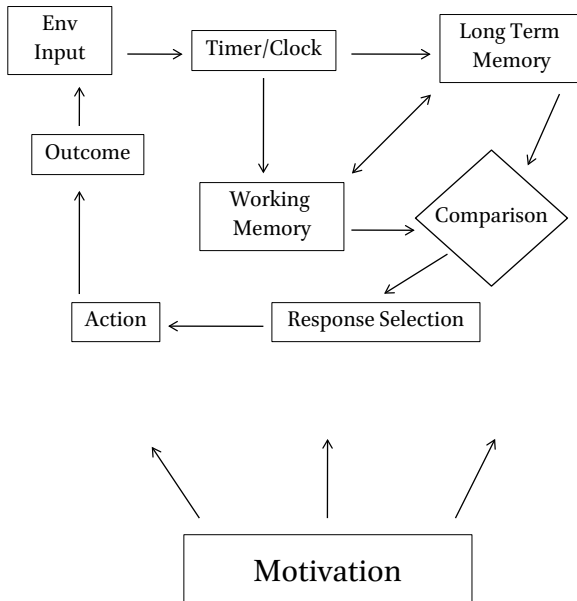 Env
Input
Timer/Clock
Long Term
Memory
Outcome
Working
Memory
Comparison
Action
Response Selection
Motivation